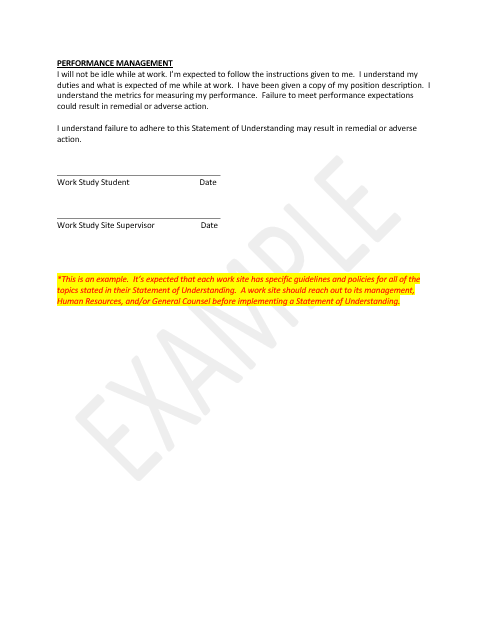 PERFORMANCE MANAGEMENT
I will not be idle while at work. I'm expected to follow the instructions given to me.  I understand my
duties and what is expected of me while at work.  I have been given a copy of my position description.  I
understand the metrics for measuring my performance.  Failure to meet performance expectations
could result in remedial or adverse action.
I understand failure to adhere to this Statement of Understanding may result in remedial or adverse
action.
Work Study Student Date
Work Study Site Supervisor Date
*This is an example.  It's expected that each work site has specific guidelines and policies for all of the
topics stated in their Statement of Understanding.  A work site should reach out to its management,
Human Resources, and/or General Counsel before implementing a Statement of Understanding.
EXAMPLE